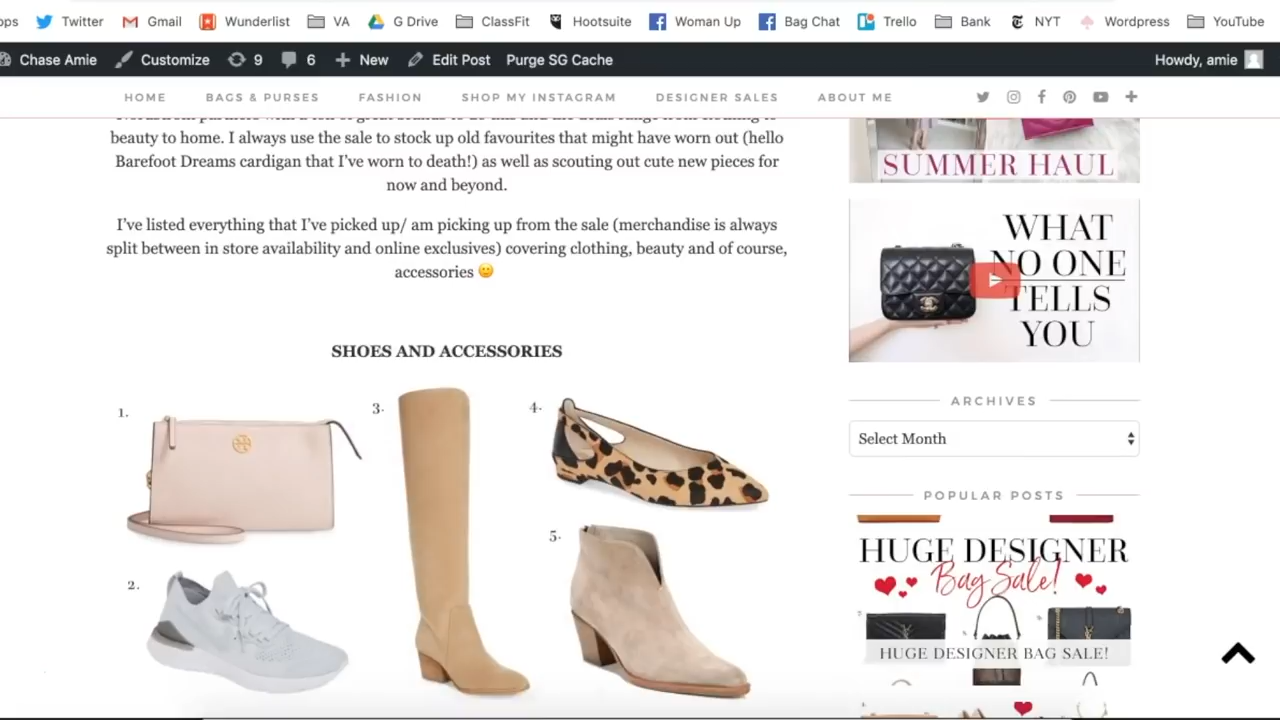 ps Twitter Gmail Wunderlist VA G Drive ClassFit Hootsuite Woman Up Bag Chat Trello Bank NYT Wordpress YouTube
Chase Amie Customize 9 6 New Edit Post Purge SG Cache Howdy, amie
HOME BAGS & PURSES FASHION SHOP MY INSTAGRAM DESIGNER SALES ABOUT ME
beauty to home. I always use the sale to stock up old favourites that might have worn out (hello
Barefoot Dreams cardigan that I've worn to death!) as well as scouting out cute new pieces for
now and beyond.
I've listed everything that I've picked up/ am picking up from the sale (merchandise is always
split between in store availability and online exclusives) covering clothing, beauty and of course,
accessories 🙂
SHOES AND ACCESSORIES
1.
2.
3.
4.
5.
SUMMER HAUL
WHAT
NO ONE
TELLS
YOU
ARCHIVES
Select Month
POPULAR POSTS
HUGE DESIGNER
Bag Sale!
HUGE DESIGNER BAG SALE!